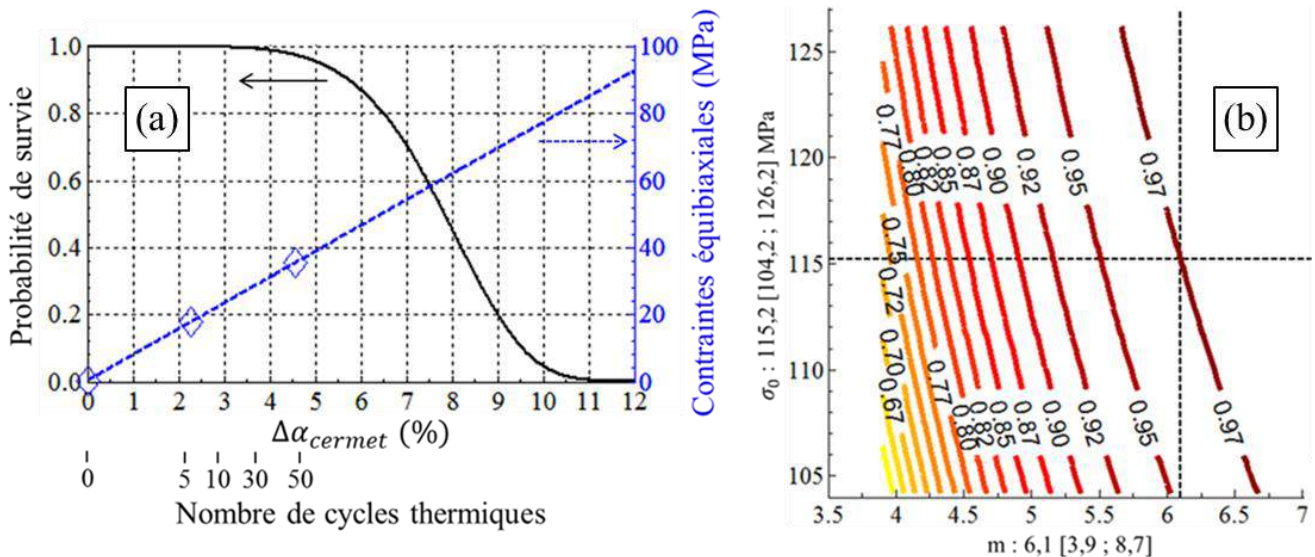 (a)
Probabilité de survie
1.0
0.8
0.6
0.4
0.2
0.0
100
80
60
40
20
0
Contraintes équibiaxiales (MPa)
0 1 2 3 4 5 6 7 8 9 10 11 12
Δα_cermet (%)
0 5 10 30 50
Nombre de cycles thermiques
(b)
σ₀ : 115,2 [104,2 ; 126,2] MPa
125
120
115
110
105
0.77 0.80 0.82 0.85 0.87 0.90 0.92 0.95 0.97
0.75
0.72
0.70
0.67
0.77 0.80 0.82 0.85 0.87 0.90 0.92 0.95 0.97
3.5 4 4.5 5 5.5 6 6.5 7
m : 6,1 [3,9 ; 8,7]